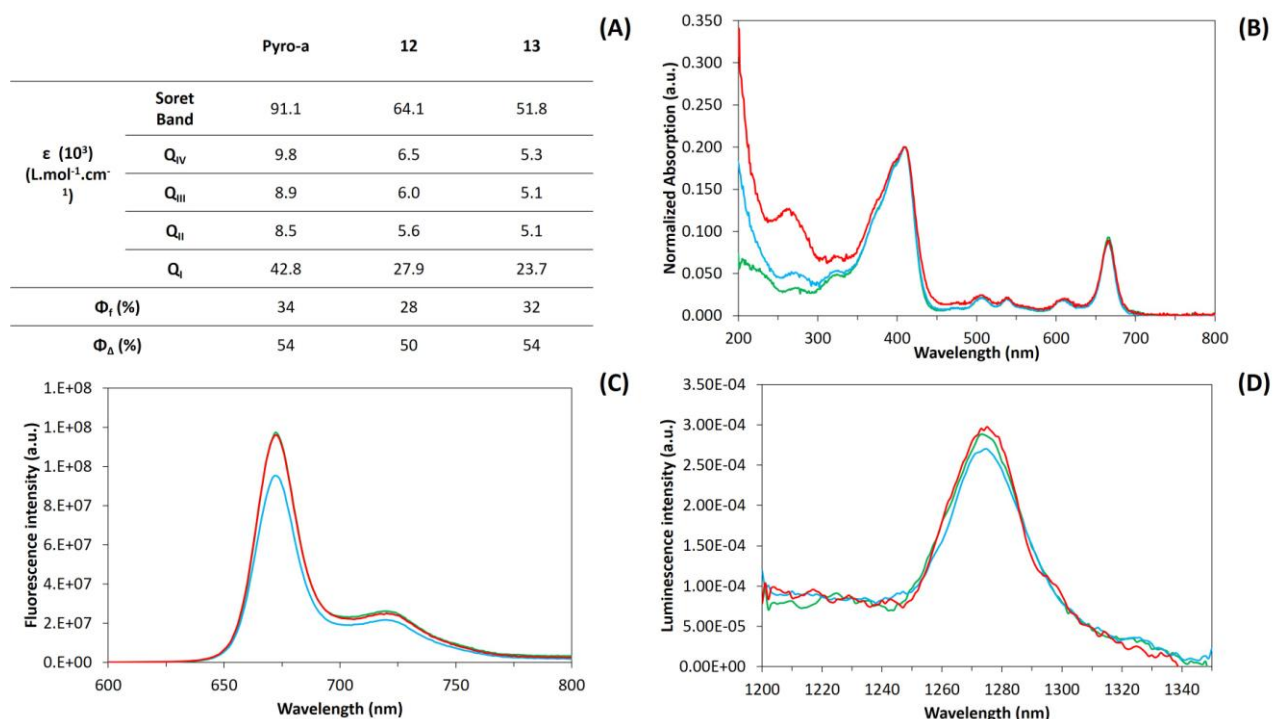 (A)
Pyro-a 12 13
ε (10³) (L.mol⁻¹.cm⁻
¹)
Soret
Band 91.1 64.1 51.8
QIV 9.8 6.5 5.3
QIII 8.9 6.0 5.1
QII 8.5 5.6 5.1
QI 42.8 27.9 23.7
Φf (%) 34 28 32
ΦΔ (%) 54 50 54
(B)
Normalized Absorption (a.u.)
0.350
0.300
0.250
0.200
0.150
0.100
0.050
0.000
200 300 400 500 600 700 800
Wavelength (nm)
(C)
Fluorescence intensity (a.u.)
1.E+08
1.E+08
1.E+08
8.E+07
6.E+07
4.E+07
2.E+07
0.E+00
600 650 700 750 800
Wavelength (nm)
(D)
Luminescence intensity (a.u.)
3.50E-04
3.00E-04
2.50E-04
2.00E-04
1.50E-04
1.00E-04
5.00E-05
0.00E+00
1200 1220 1240 1260 1280 1300 1320 1340
Wavelength (nm)